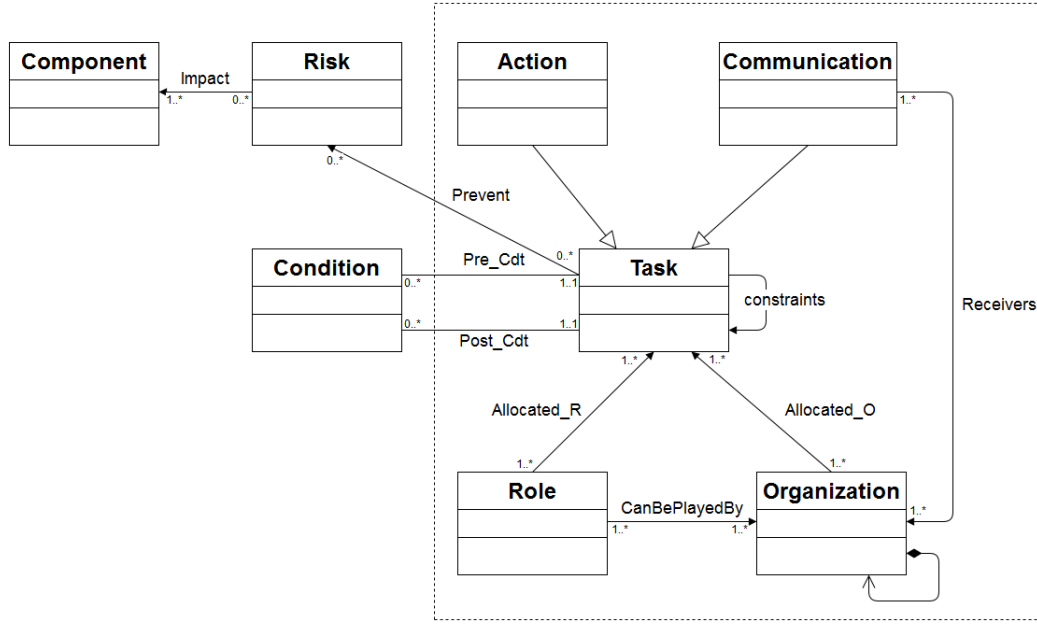 Component
Risk
Action
Communication
Impact
1..*
0..*
1..*
0..*
Prevent
0..*
Condition
Pre_Cdt
Task
0..*
1..1
constraints
Receivers
0..*
1..1
Post_Cdt
1..*
1..*
Allocated_R
Allocated_O
1..*
1..*
Role
CanBePlayedBy
Organization
1..*
1..*
1..*